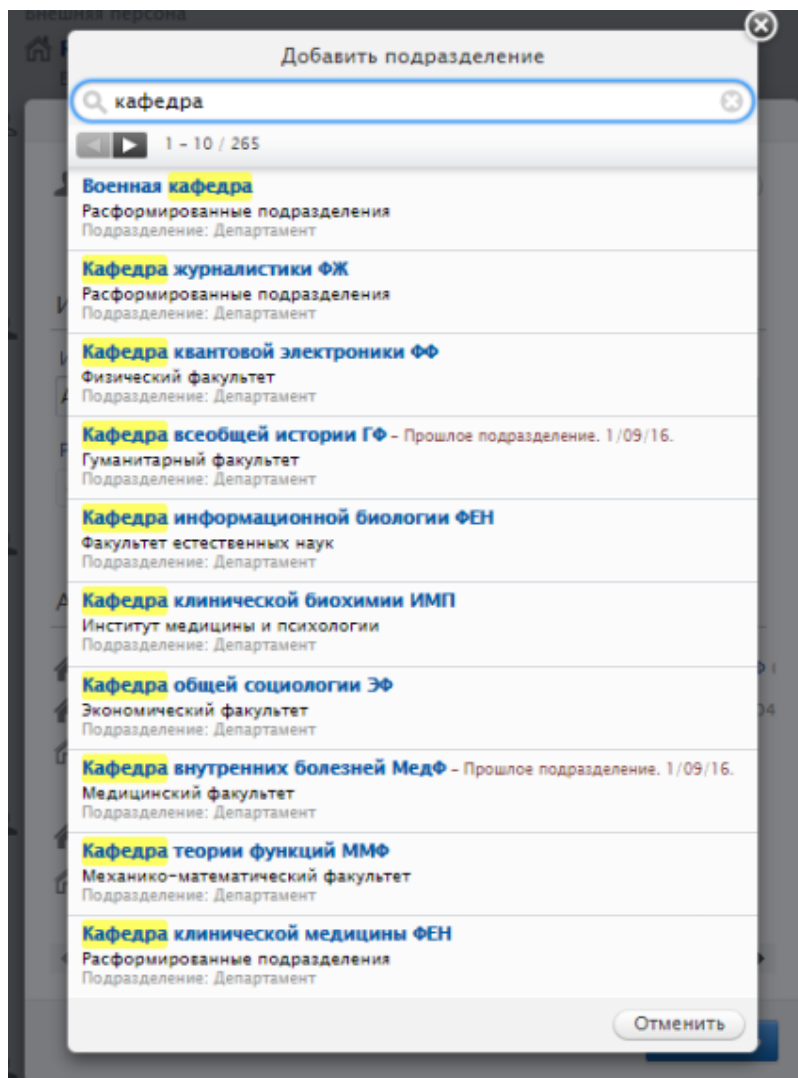 Внешняя персона
Добавить подразделение
кафедра
1 – 10 / 265
Военная кафедра
Расформированные подразделения
Подразделение: Департамент
Кафедра журналистики ФЖ
Расформированные подразделения
Подразделение: Департамент
Кафедра квантовой электроники ФФ
Физический факультет
Подразделение: Департамент
Кафедра всеобщей истории ГФ – Прошлое подразделение. 1/09/16.
Гуманитарный факультет
Подразделение: Департамент
Кафедра информационной биологии ФЕН
Факультет естественных наук
Подразделение: Департамент
Кафедра клинической биохимии ИМП
Институт медицины и психологии
Подразделение: Департамент
Кафедра общей социологии ЭФ
Экономический факультет
Подразделение: Департамент
Кафедра внутренних болезней МедФ – Прошлое подразделение. 1/09/16.
Медицинский факультет
Подразделение: Департамент
Кафедра теории функций ММФ
Механико-математический факультет
Подразделение: Департамент
Кафедра клинической медицины ФЕН
Расформированные подразделения
Подразделение: Департамент
Отменить